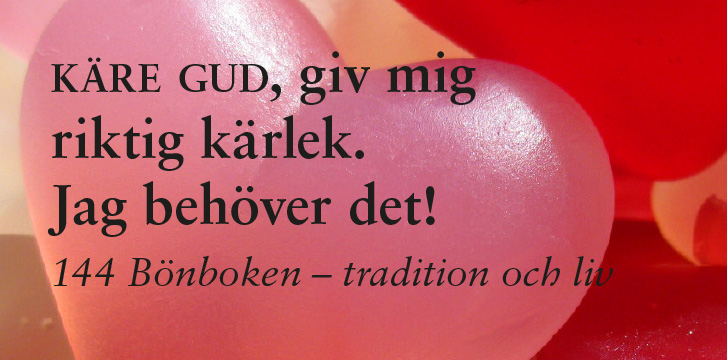 KÄRE GUD, giv mig
riktig kärlek.
Jag behöver det!
144 Bönboken – tradition och liv